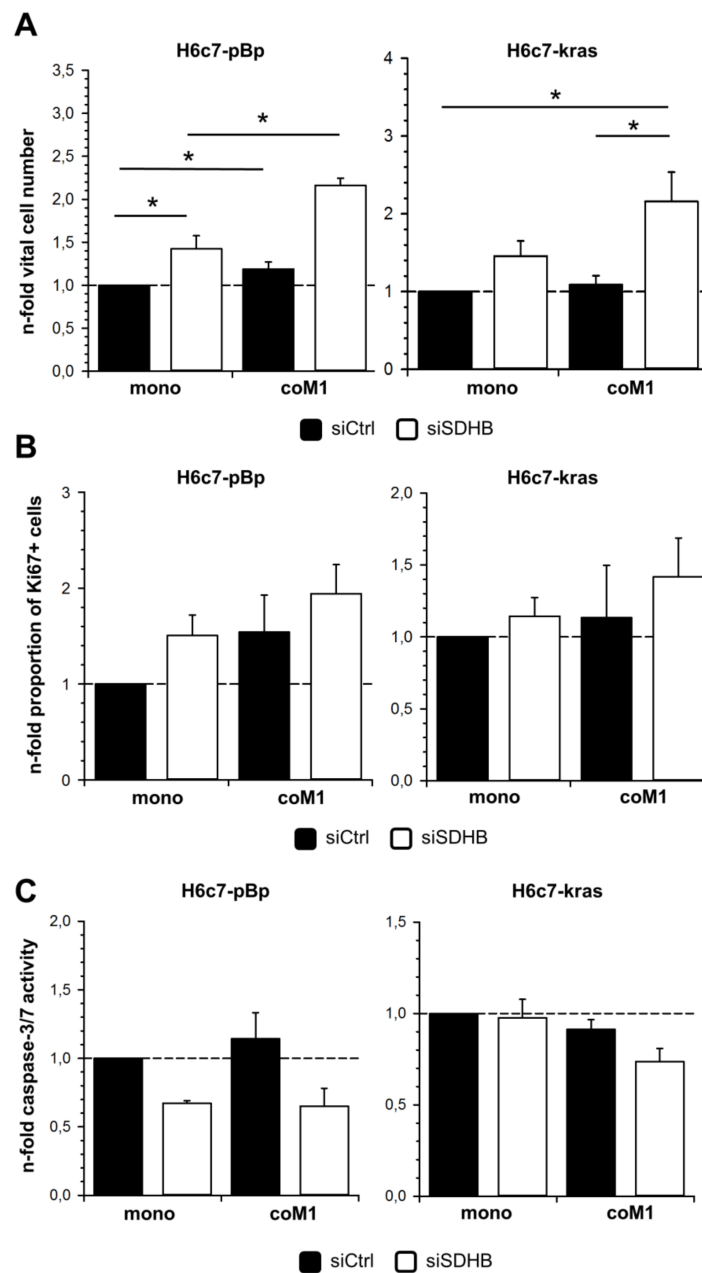 A
H6c7-pBp
H6c7-kras
n-fold vital cell number
3,5
3,0
2,5
2,0
1,5
1,0
0,5
0,0
* * *
mono coM1
4
3
2
1
0
* *
mono coM1
siCtrl siSDHB
B
H6c7-pBp
H6c7-kras
n-fold proportion of Ki67+ cells
3
2
1
0
mono coM1
2,0
1,5
1,0
0,5
0,0
mono coM1
siCtrl siSDHB
C
H6c7-pBp
H6c7-kras
n-fold caspase-3/7 activity
2,0
1,5
1,0
0,5
0,0
mono coM1
1,5
1,0
0,5
0,0
mono coM1
siCtrl siSDHB